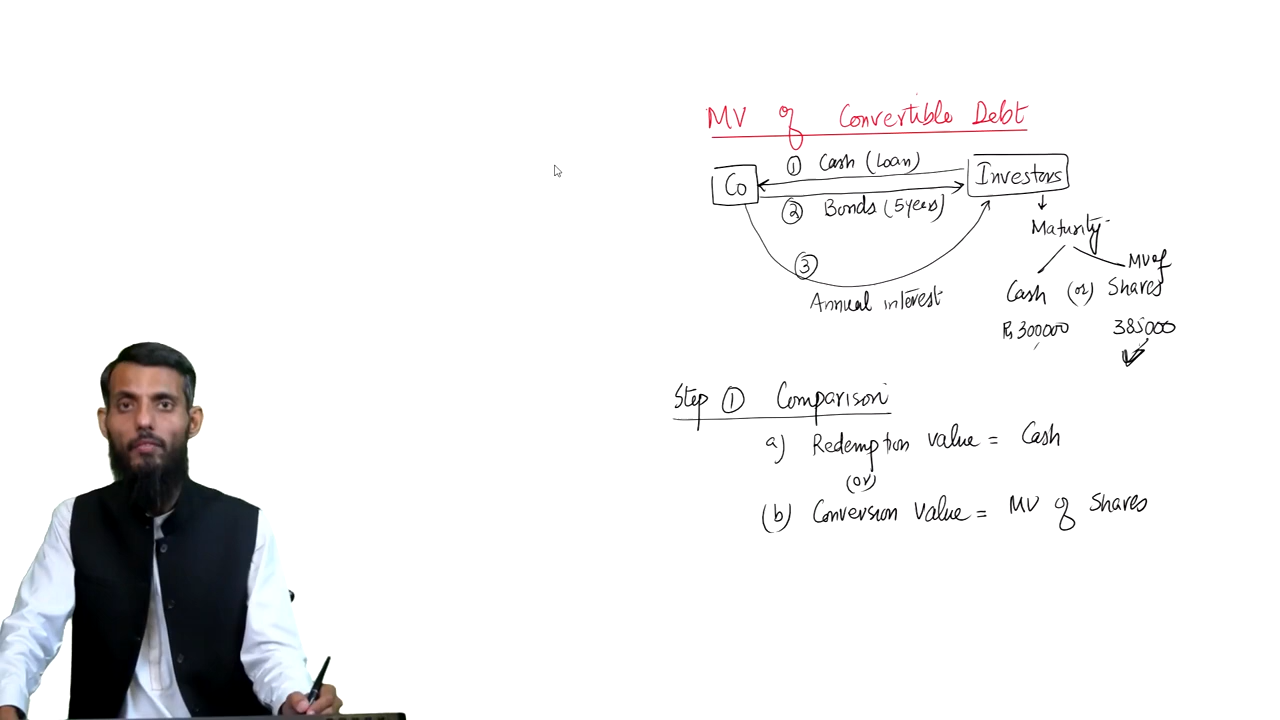 MV of Convertible Debt
① Cash (Loan)
Co
Investors
② Bonds (5years)
Maturity
③
Annual interest
MV of
Cash (or) Shares
Rs 300000 385000
Step ① Comparison
a) Redemption value = Cash
(or)
(b) Conversion Value = MV of Shares